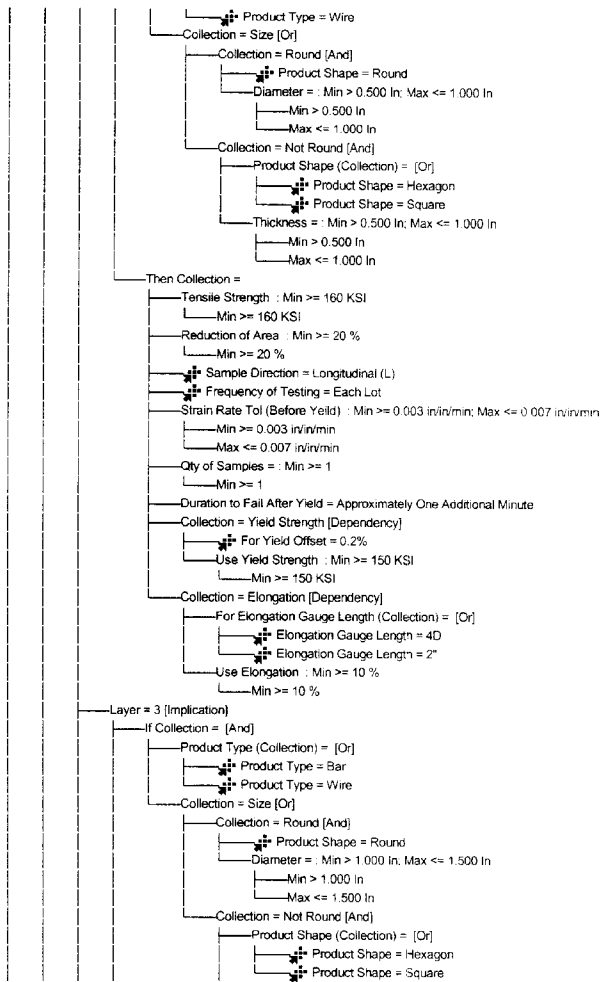 Product Type = Wire
Collection = Size [Or]
Collection = Round [And]
Product Shape = Round
Diameter = : Min > 0.500 In; Max <= 1.000 In
Min > 0.500 In
Max <= 1.000 In
Collection = Not Round [And]
Product Shape (Collection) = [Or]
Product Shape = Hexagon
Product Shape = Square
Thickness = : Min > 0.500 In; Max <= 1.000 In
Min > 0.500 In
Max <= 1.000 In
Then Collection =
Tensile Strength : Min >= 160 KSI
Min >= 160 KSI
Reduction of Area : Min >= 20 %
Min >= 20 %
Sample Direction = Longitudinal (L)
Frequency of Testing = Each Lot
Strain Rate Tol (Before Yeild) : Min >= 0.003 in/in/min; Max <= 0.007 in/in/min
Min >= 0.003 in/in/min
Max <= 0.007 in/in/min
Qty of Samples = : Min >= 1
Min >= 1
Duration to Fail After Yield = Approximately One Additional Minute
Collection = Yield Strength [Dependency]
For Yield Offset = 0.2%
Use Yield Strength : Min >= 150 KSI
Min >= 150 KSI
Collection = Elongation [Dependency]
For Elongation Gauge Length (Collection) = [Or]
Elongation Gauge Length = 4D
Elongation Gauge Length = 2"
Use Elongation : Min >= 10 %
Min >= 10 %
Layer = 3 [Implication]
If Collection = [And]
Product Type (Collection) = [Or]
Product Type = Bar
Product Type = Wire
Collection = Size [Or]
Collection = Round [And]
Product Shape = Round
Diameter = : Min > 1.000 In; Max <= 1.500 In
Min > 1.000 In
Max <= 1.500 In
Collection = Not Round [And]
Product Shape (Collection) = [Or]
Product Shape = Hexagon
Product Shape = Square